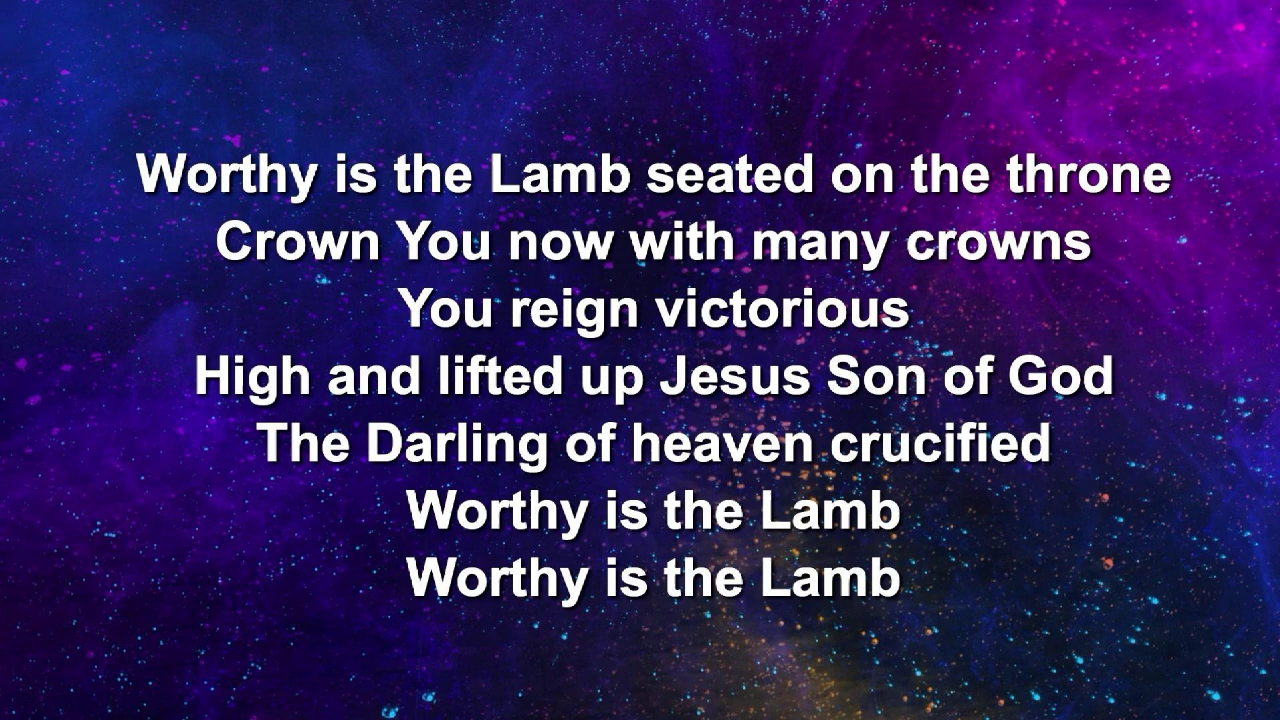 Worthy is the Lamb seated on the throne
Crown You now with many crowns
You reign victorious
High and lifted up Jesus Son of God
The Darling of heaven crucified
Worthy is the Lamb
Worthy is the Lamb